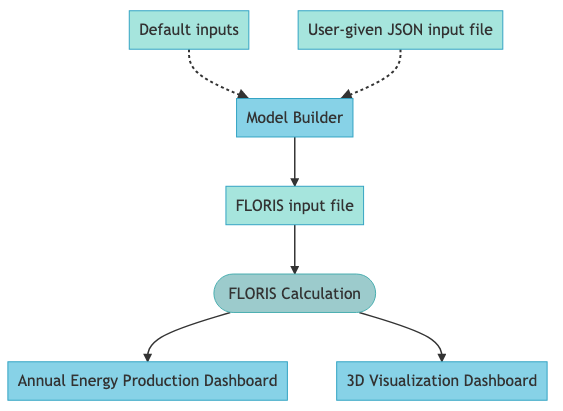 Default inputs
User-given JSON input file
Model Builder
FLORIS input file
FLORIS Calculation
Annual Energy Production Dashboard
3D Visualization Dashboard